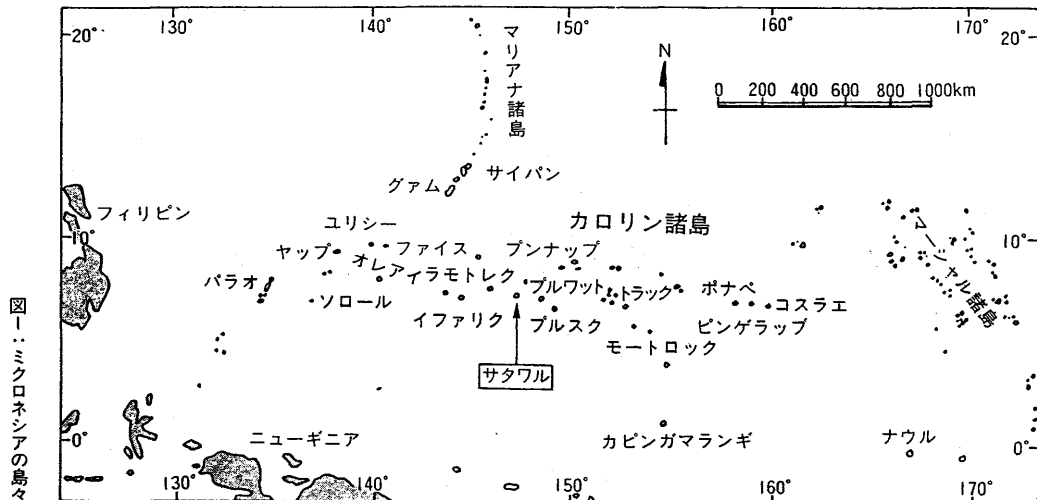 130°
140°
150°
160°
170°
20°
20°
マリアナ諸島
N
0 200 400 600 800 1000km
サイパン
グァム
フィリピン
ユリシー
カロリン諸島
10°
10°
ヤップ
ファイス
プンナップ
マーシャル諸島
オレアイ
ラモトレク
パラオ
ソロール
プルワット
トラック
ポナペ
コスラエ
イファリク
プルスク
ピンゲラップ
モートロック
サタワル
ニューギニア
カピンガマランギ
ナウル
0°
0°
130°
140°
150°
160°
170°
図1:ミクロネシアの島々